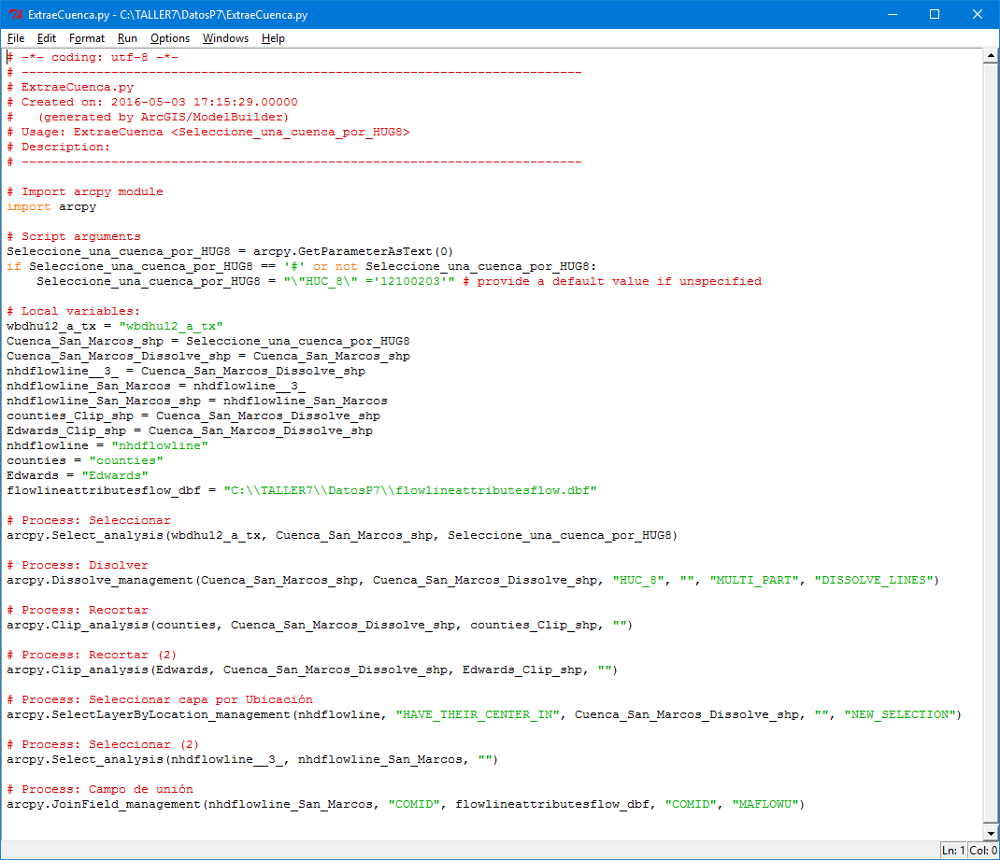 ExtraeCuenca.py - C:\TALLER7\DatosP7\ExtraeCuenca.py
File Edit Format Run Options Windows Help
# -*- coding: utf-8 -*-
# ---------------------------------------------------------------------------
# ExtraeCuenca.py
# Created on: 2016-05-03 17:15:29.00000
#   (generated by ArcGIS/ModelBuilder)
# Usage: ExtraeCuenca <Seleccione_una_cuenca_por_HUG8>
# Description:
# ---------------------------------------------------------------------------
# Import arcpy module
import arcpy
# Script arguments
Seleccione_una_cuenca_por_HUG8 = arcpy.GetParameterAsText(0)
if Seleccione_una_cuenca_por_HUG8 == '#' or not Seleccione_una_cuenca_por_HUG8:
    Seleccione_una_cuenca_por_HUG8 = "\"HUC_8\" ='12100203'" # provide a default value if unspecified
# Local variables:
wbdhu12_a_tx = "wbdhu12_a_tx"
Cuenca_San_Marcos_shp = Seleccione_una_cuenca_por_HUG8
Cuenca_San_Marcos_Dissolve_shp = Cuenca_San_Marcos_shp
nhdflowline__3_ = Cuenca_San_Marcos_Dissolve_shp
nhdflowline_San_Marcos = nhdflowline__3_
nhdflowline_San_Marcos_shp = nhdflowline_San_Marcos
counties_Clip_shp = Cuenca_San_Marcos_Dissolve_shp
Edwards_Clip_shp = Cuenca_San_Marcos_Dissolve_shp
nhdflowline = "nhdflowline"
counties = "counties"
Edwards = "Edwards"
flowlineattributesflow_dbf = "C:\\TALLER7\\DatosP7\\flowlineattributesflow.dbf"
# Process: Seleccionar
arcpy.Select_analysis(wbdhu12_a_tx, Cuenca_San_Marcos_shp, Seleccione_una_cuenca_por_HUG8)
# Process: Disolver
arcpy.Dissolve_management(Cuenca_San_Marcos_shp, Cuenca_San_Marcos_Dissolve_shp, "HUC_8", "", "MULTI_PART", "DISSOLVE_LINES")
# Process: Recortar
arcpy.Clip_analysis(counties, Cuenca_San_Marcos_Dissolve_shp, counties_Clip_shp, "")
# Process: Recortar (2)
arcpy.Clip_analysis(Edwards, Cuenca_San_Marcos_Dissolve_shp, Edwards_Clip_shp, "")
# Process: Seleccionar capa por Ubicación
arcpy.SelectLayerByLocation_management(nhdflowline, "HAVE_THEIR_CENTER_IN", Cuenca_San_Marcos_Dissolve_shp, "", "NEW_SELECTION")
# Process: Seleccionar (2)
arcpy.Select_analysis(nhdflowline__3_, nhdflowline_San_Marcos, "")
# Process: Campo de unión
arcpy.JoinField_management(nhdflowline_San_Marcos, "COMID", flowlineattributesflow_dbf, "COMID", "MAFLOWU")
Ln: 1 Col: 0